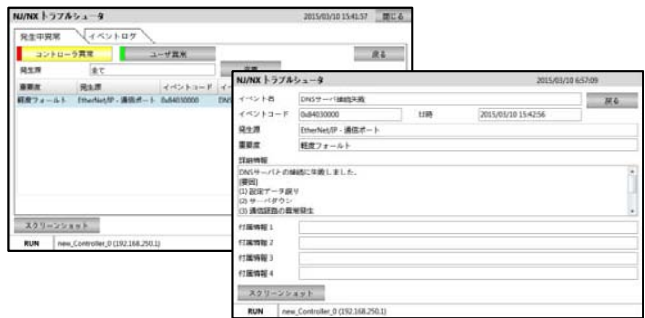 NJ/NX トラブルシュータ 2015/03/10 15:41:57 閉じる
発生中異常 イベントログ
コントローラ異常 ユーザ異常 戻る
発生源 全て
重要度 発生源 イベントコード
軽度フォールト EtherNet/IP - 通信ポート 0x84030000 DNS
スクリーンショット
RUN new_Controller_0 (192.168.250.1)
NJ/NX トラブルシュータ 2015/03/10 6:57:09
イベント名 DNSサーバ接続失敗 戻る
イベントコード 0x84030000 日時 2015/03/10 15:42:56
発生源 EtherNet/IP - 通信ポート
重要度 軽度フォールト
詳細情報
DNSサーバとの接続に失敗しました。
[要因]
(1) 設定データ誤り
(2) サーバダウン
(3) 通信経路の異常発生
付属情報 1
付属情報 2
付属情報 3
付属情報 4
スクリーンショット
RUN new_Controller_0 (192.168.250.1)